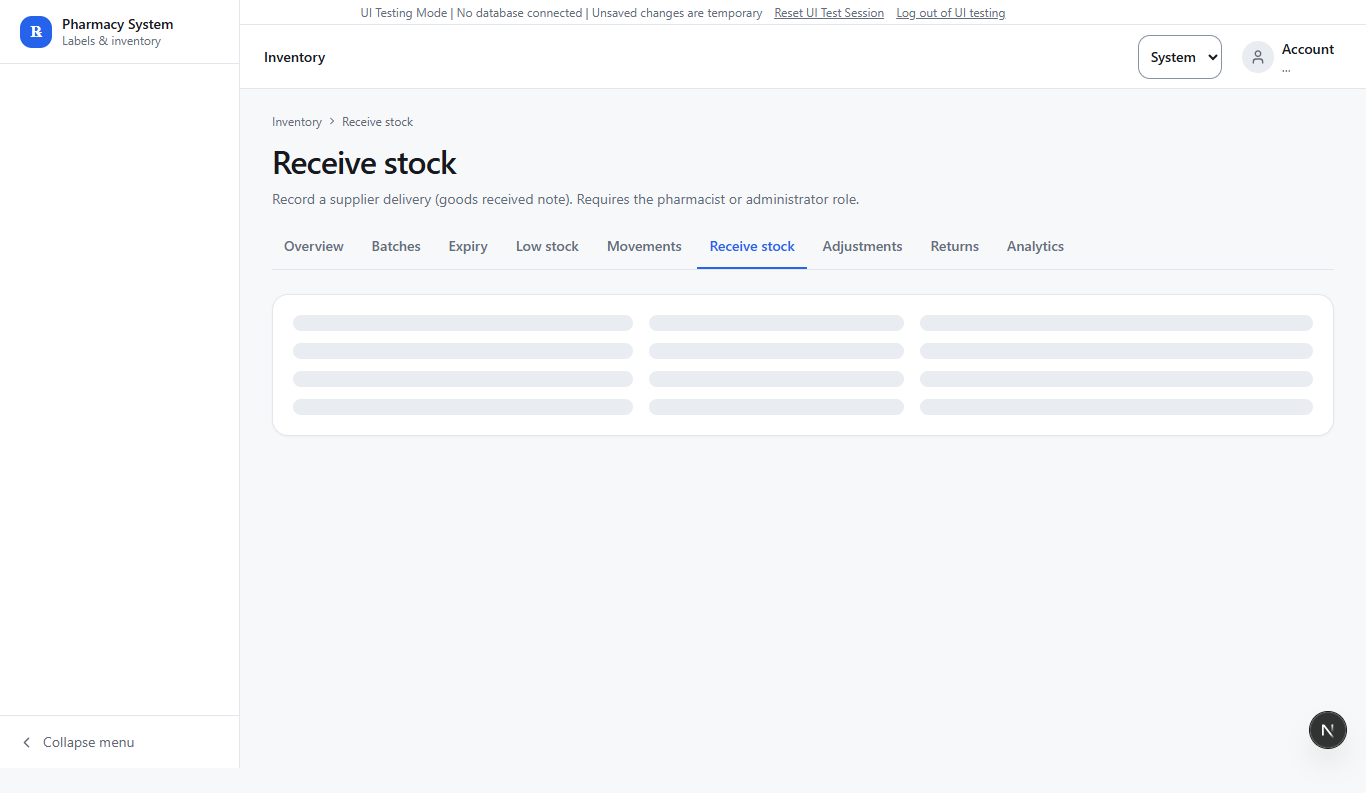 Pharmacy System
Labels & inventory
UI Testing Mode | No database connected | Unsaved changes are temporary Reset UI Test Session Log out of UI testing
Inventory
System
Account
...
Inventory > Receive stock
Receive stock
Record a supplier delivery (goods received note). Requires the pharmacist or administrator role.
Overview Batches Expiry Low stock Movements Receive stock Adjustments Returns Analytics
Collapse menu
N